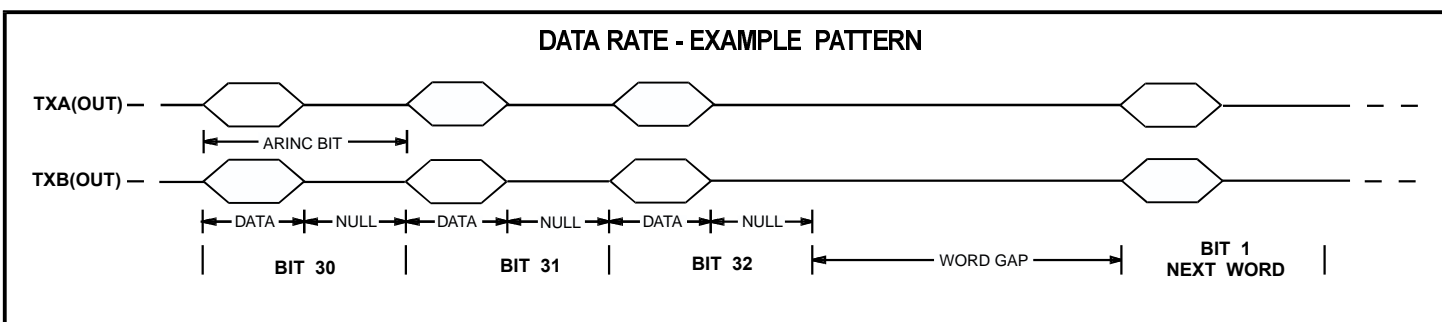 DATA RATE - EXAMPLE PATTERN
TXA(OUT)
ARINC BIT
TXB(OUT)
DATA NULL DATA NULL DATA NULL
BIT 30 BIT 31 BIT 32 WORD GAP BIT 1
NEXT WORD